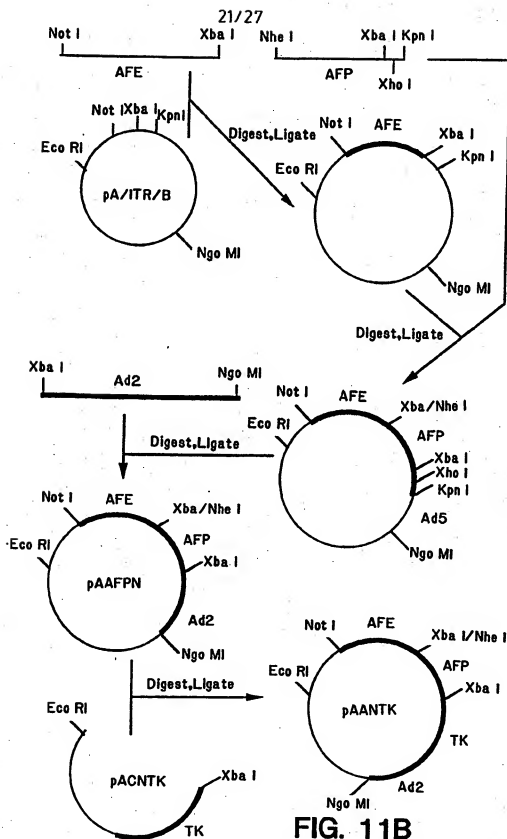 21/27
Not I
Xba I
AFE
Nhe I
Xba I
Kpn I
AFP
Xho I
Not I
Xba I
Kpn I
Eco RI
pA/ITR/B
Ngo MI
Digest,Ligate
Not I
AFE
Xba I
Kpn I
Eco RI
Ngo MI
Digest,Ligate
Xba I
Ad2
Ngo MI
Digest,Ligate
Not I
AFE
Xba/Nhe I
AFP
Eco RI
Xba I
Xho I
Kpn I
Ad5
Ngo MI
Not I
AFE
Xba/Nhe I
AFP
Eco RI
Xba I
pAAFPN
Ad2
Ngo MI
Digest,Ligate
Eco RI
pACNTK
Xba I
TK
Not I
AFE
Xba I/Nhe I
AFP
Eco RI
Xba I
pAANTK
TK
Ad2
Ngo MI
FIG. 11B